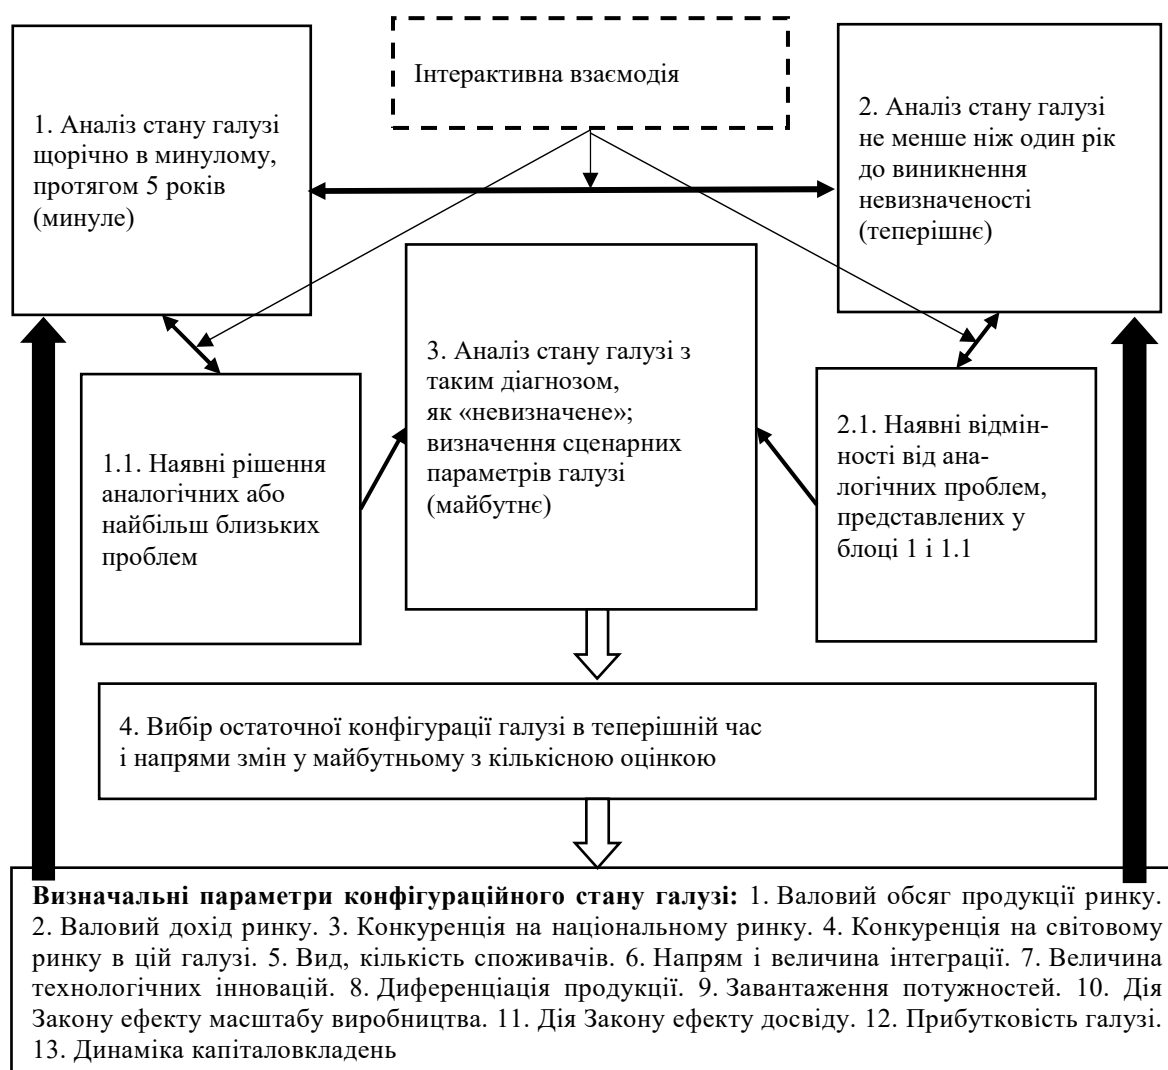 Інтерактивна взаємодія
1. Аналіз стану галузі
щорічно в минулому,
протягом 5 років
(минуле)
2. Аналіз стану галузі
не менше ніж один рік
до виникнення
невизначеності
(теперішнє)
1.1. Наявні рішення
аналогічних або
найбільш близьких
проблем
3. Аналіз стану галузі з
таким діагнозом,
як «невизначене»;
визначення сценарних
параметрів галузі
(майбутнє)
2.1. Наявні відмін-
ності від ана-
логічних проблем,
представлених у
блоці 1 і 1.1
4. Вибір остаточної конфігурації галузі в теперішній час
і напрями змін у майбутньому з кількісною оцінкою
Визначальні параметри конфігураційного стану галузі: 1. Валовий обсяг продукції ринку.
2. Валовий дохід ринку. 3. Конкуренція на національному ринку. 4. Конкуренція на світовому
ринку в цій галузі. 5. Вид, кількість споживачів. 6. Напрям і величина інтеграції. 7. Величина
технологічних інновацій. 8. Диференціація продукції. 9. Завантаження потужностей. 10. Дія
Закону ефекту масштабу виробництва. 11. Дія Закону ефекту досвіду. 12. Прибутковість галузі.
13. Динаміка капіталовкладень